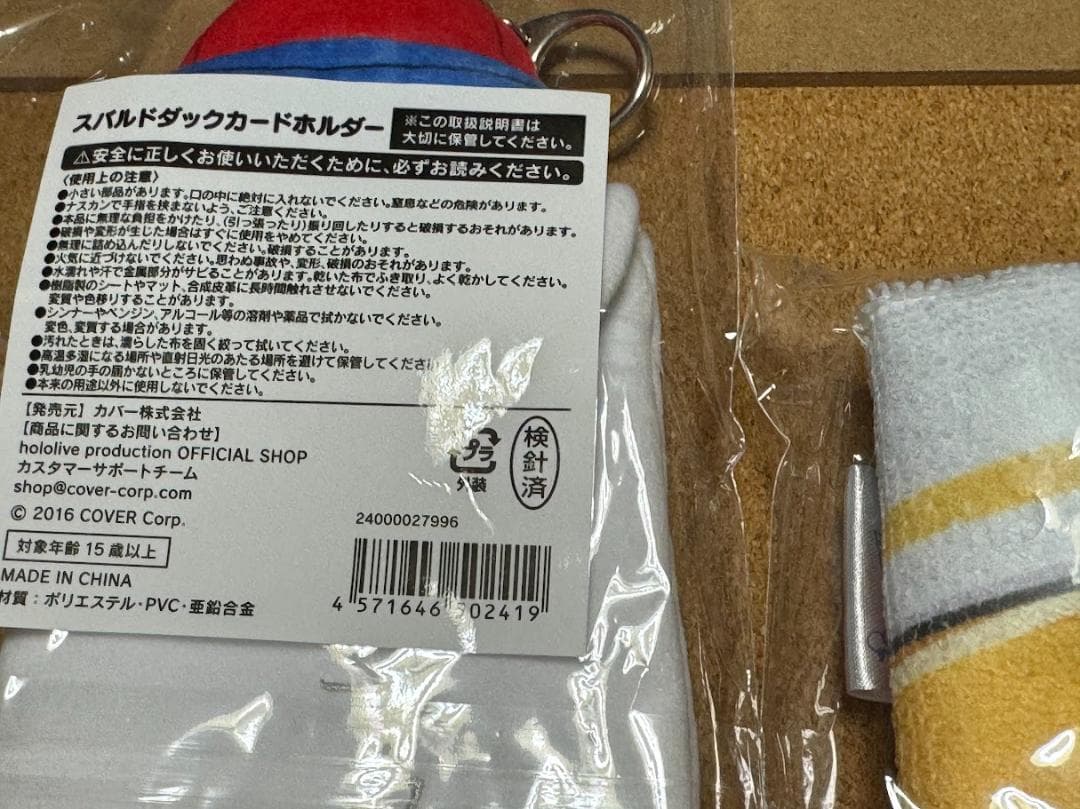 スバルドダックカードホルダー
※この取扱説明書は
大切に保管してください。
⚠安全に正しくお使いいただくために、必ずお読みください。
〈使用上の注意〉
●小さい部品があります。口の中に絶対に入れないでください。窒息などの危険があります。
●ナスカンで手指を挟まないよう、ご注意ください。
●本品に無理な負担をかけたり、(引っ張ったり)振り回したりすると破損するおそれがあります。
●破損や変形が生じた場合はすぐに使用をやめてください。
●無理に詰め込んだりしないでください。破損することがあります。
●火気に近づけないでください。思わぬ事故や、変形、破損のおそれがあります。
●水濡れや汗で金属部分がサビることがあります。乾いた布でふき取り、よく乾かしてください。
●樹脂製のシートやマット、合成皮革に長時間触れさせないでください。
変質や色移りすることがあります。
●シンナーやベンジン、アルコール等の溶剤や薬品で拭かないでください。
変色、変質する場合があります。
●汚れたときは、濡らした布を固く絞って拭いてください。
●高温多湿になる場所や直射日光のあたる場所を避けて保管してください
●乳幼児の手の届かないところに保管してください。
●本来の用途以外に使用しないでください。
【発売元】カバー株式会社
【商品に関するお問い合わせ】
hololive production OFFICIAL SHOP
カスタマーサポートチーム
shop@cover-corp.com
© 2016 COVER Corp.
対象年齢15歳以上
MADE IN CHINA
材質：ポリエステル・PVC・亜鉛合金
プラ
外装
検針済
24000027996
4 571646 902419